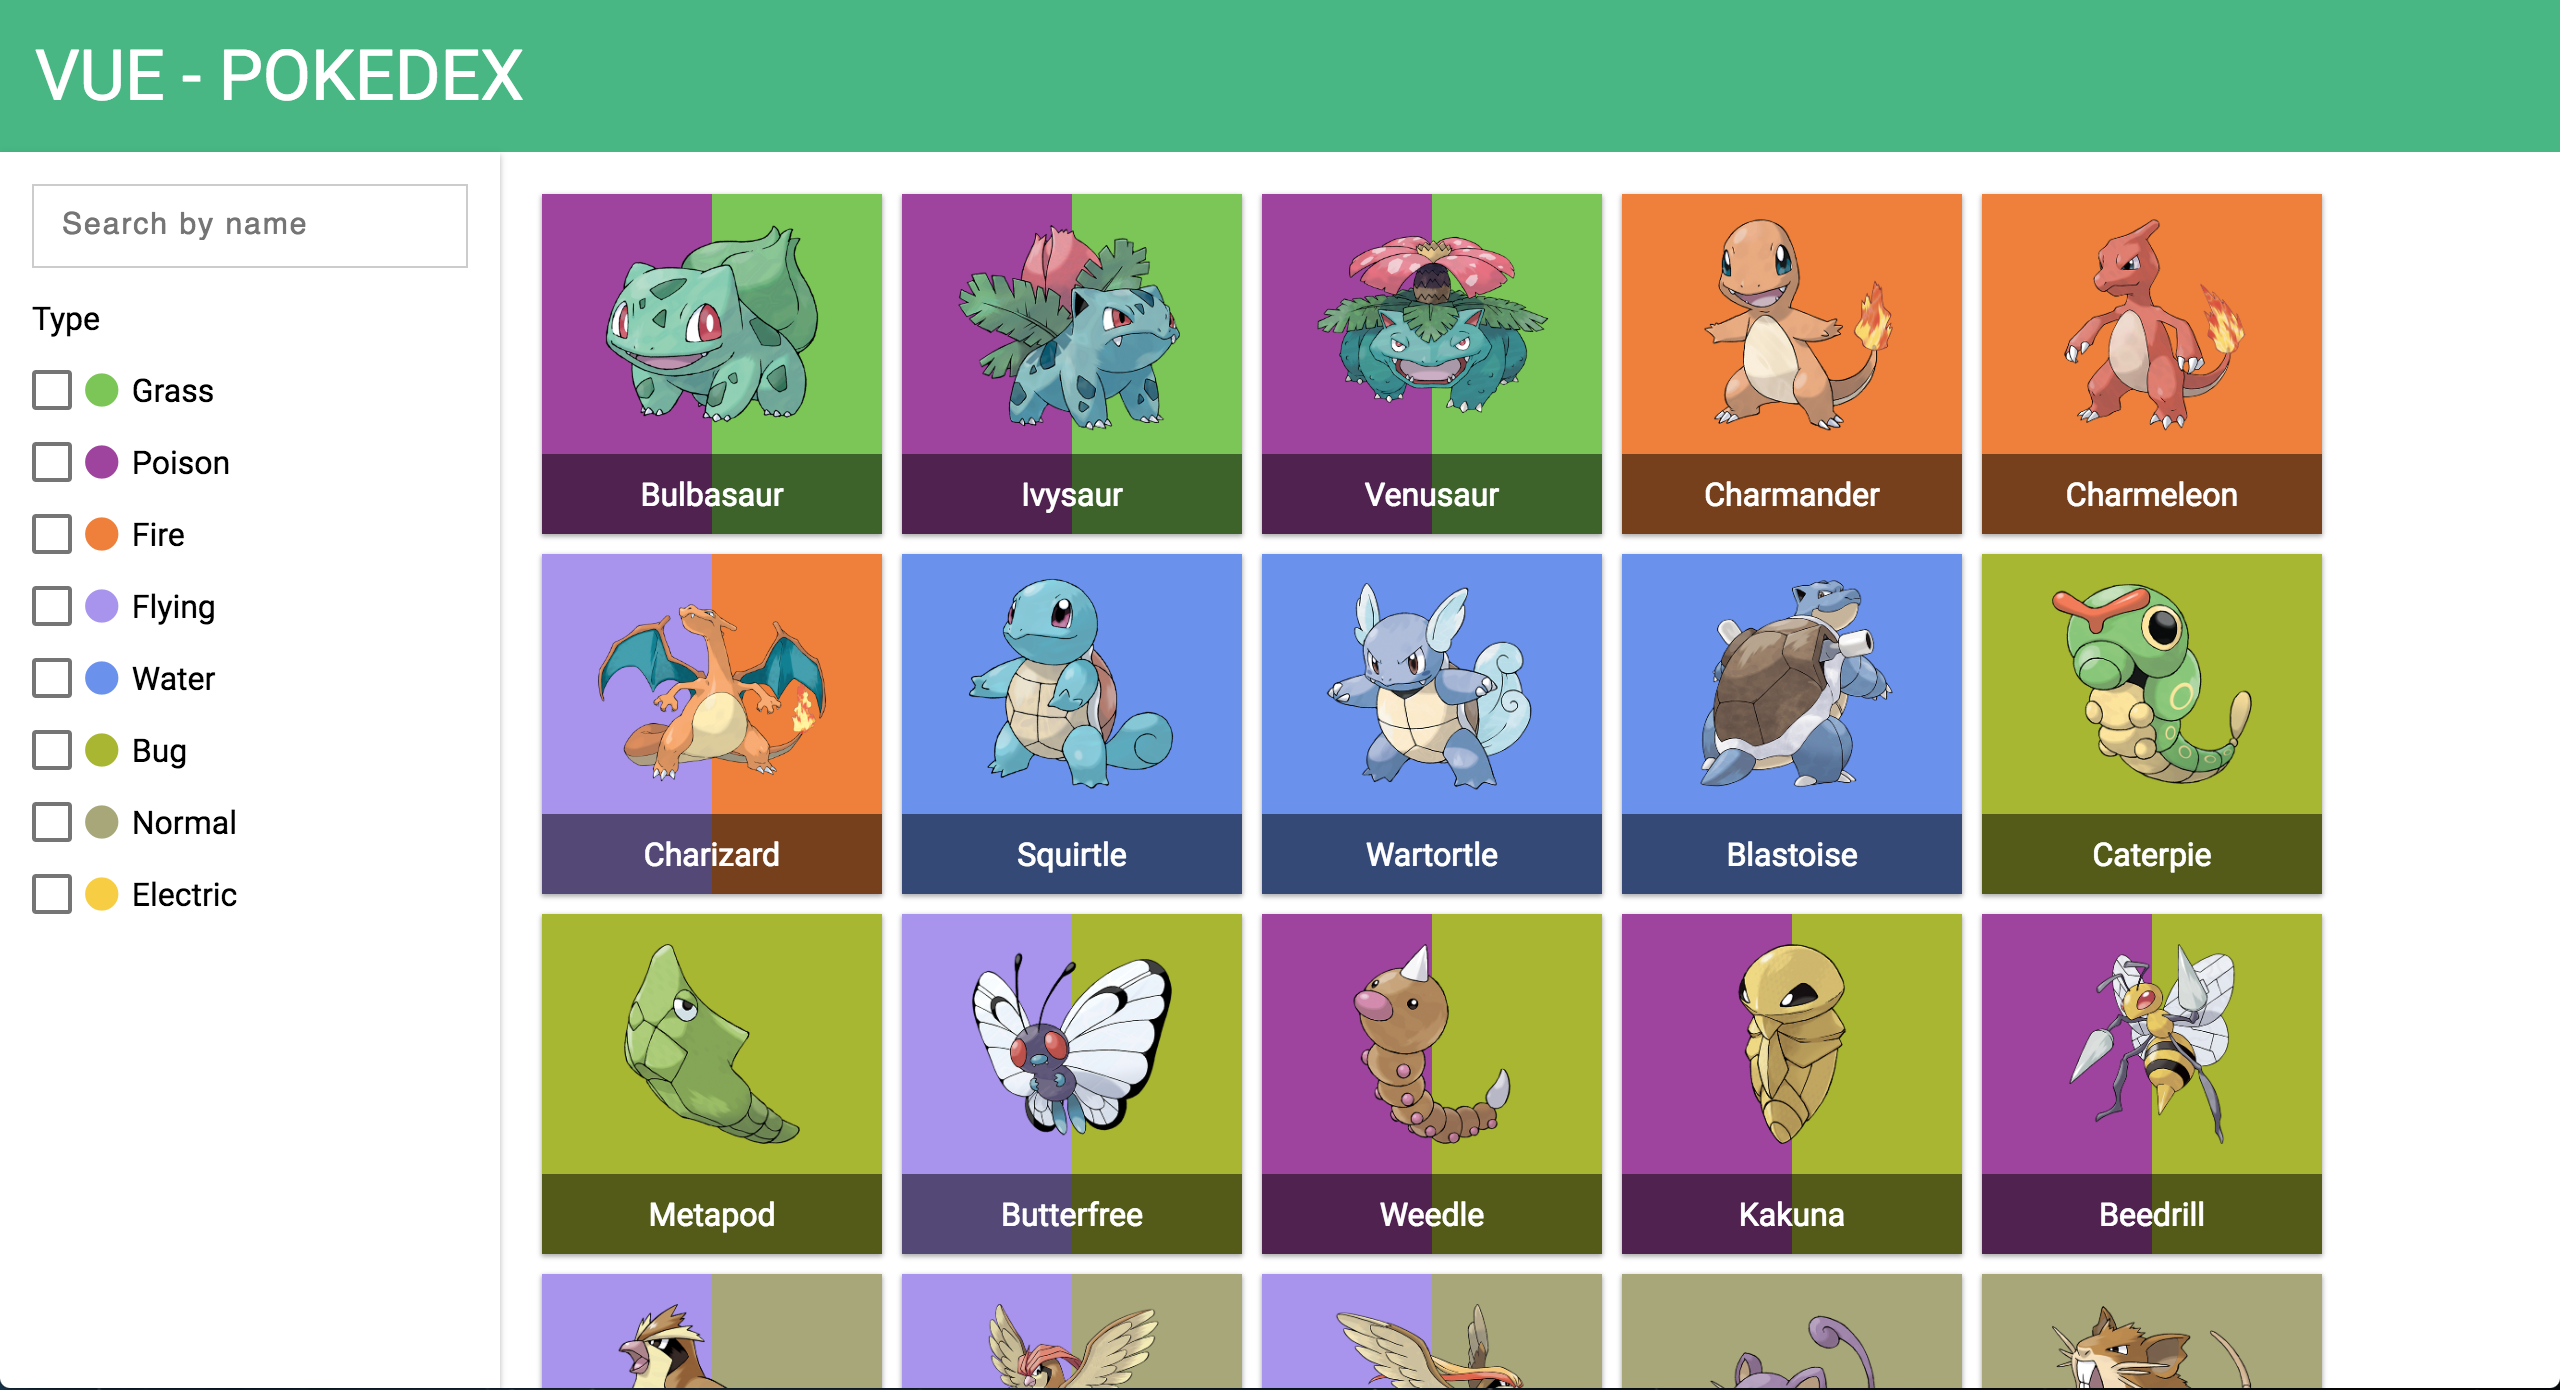 VUE - POKEDEX
Search by name
Type
Grass
Poison
Fire
Flying
Water
Bug
Normal
Electric
Bulbasaur
Ivysaur
Venusaur
Charmander
Charmeleon
Charizard
Squirtle
Wartortle
Blastoise
Caterpie
Metapod
Butterfree
Weedle
Kakuna
Beedrill